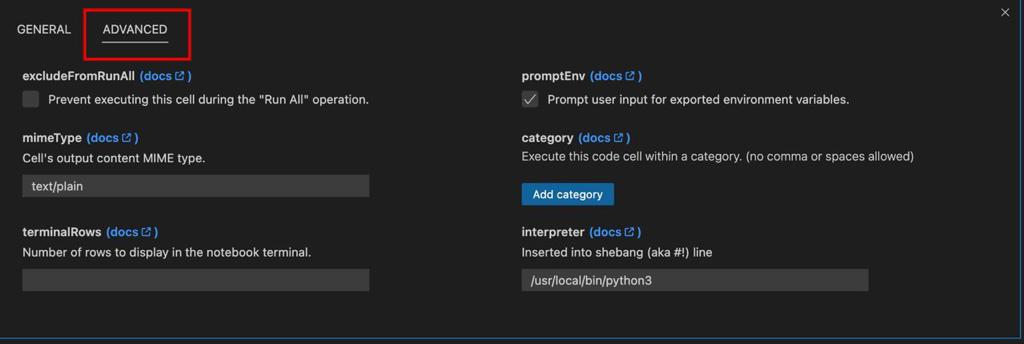 GENERAL
ADVANCED
excludeFromRunAll (docs )
Prevent executing this cell during the "Run All" operation.
promptEnv (docs )
Prompt user input for exported environment variables.
mimeType (docs )
Cell's output content MIME type.
text/plain
category (docs )
Execute this code cell within a category. (no comma or spaces allowed)
Add category
terminalRows (docs )
Number of rows to display in the notebook terminal.
interpreter (docs )
Inserted into shebang (aka #!) line
/usr/local/bin/python3